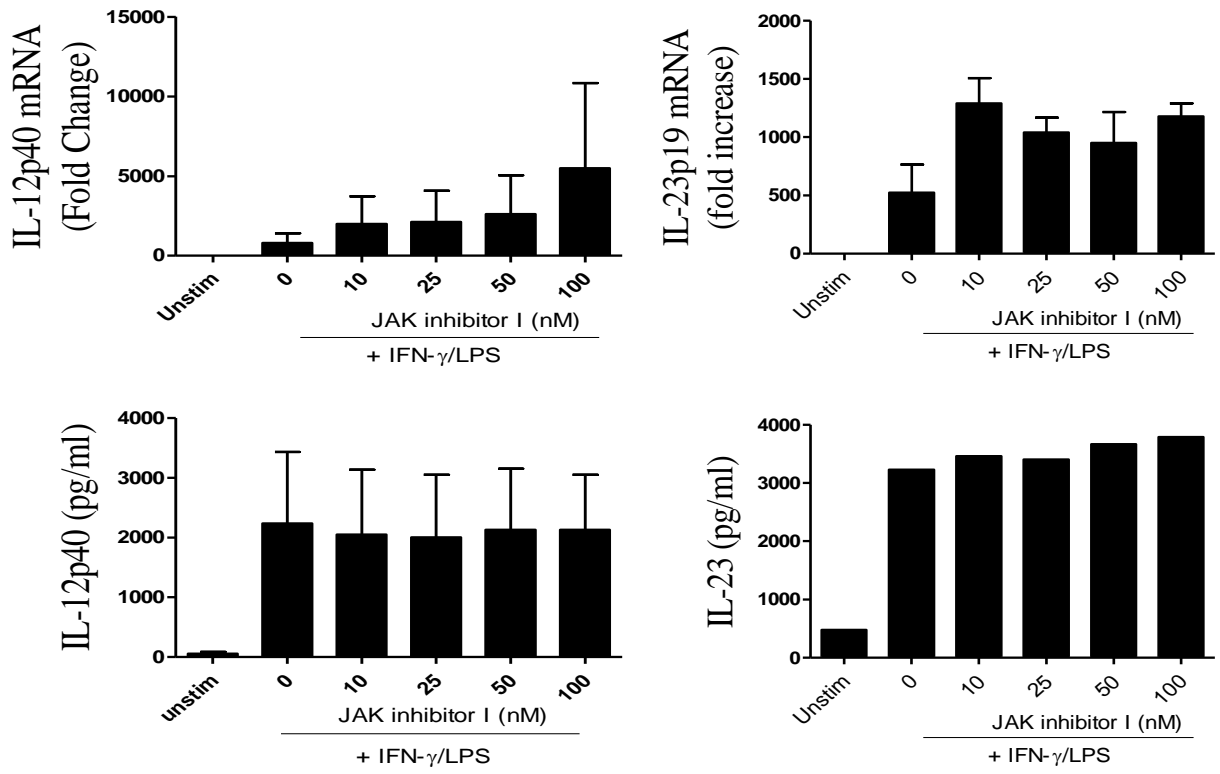 IL-12p40 mRNA
(Fold Change)
15000
10000
5000
0
Unstim
0
10
25
50
100
JAK inhibitor I (nM)
+ IFN-γ/LPS
IL-23p19 mRNA
(fold increase)
2000
1500
1000
500
0
Unstim
0
10
25
50
100
JAK inhibitor I (nM)
+ IFN-γ/LPS
IL-12p40 (pg/ml)
4000
3000
2000
1000
0
unstim
0
10
25
50
100
JAK inhibitor I (nM)
+ IFN-γ/LPS
IL-23 (pg/ml)
4000
3000
2000
1000
0
Unstim
0
10
25
50
100
JAK inhibitor I (nM)
+ IFN-γ/LPS